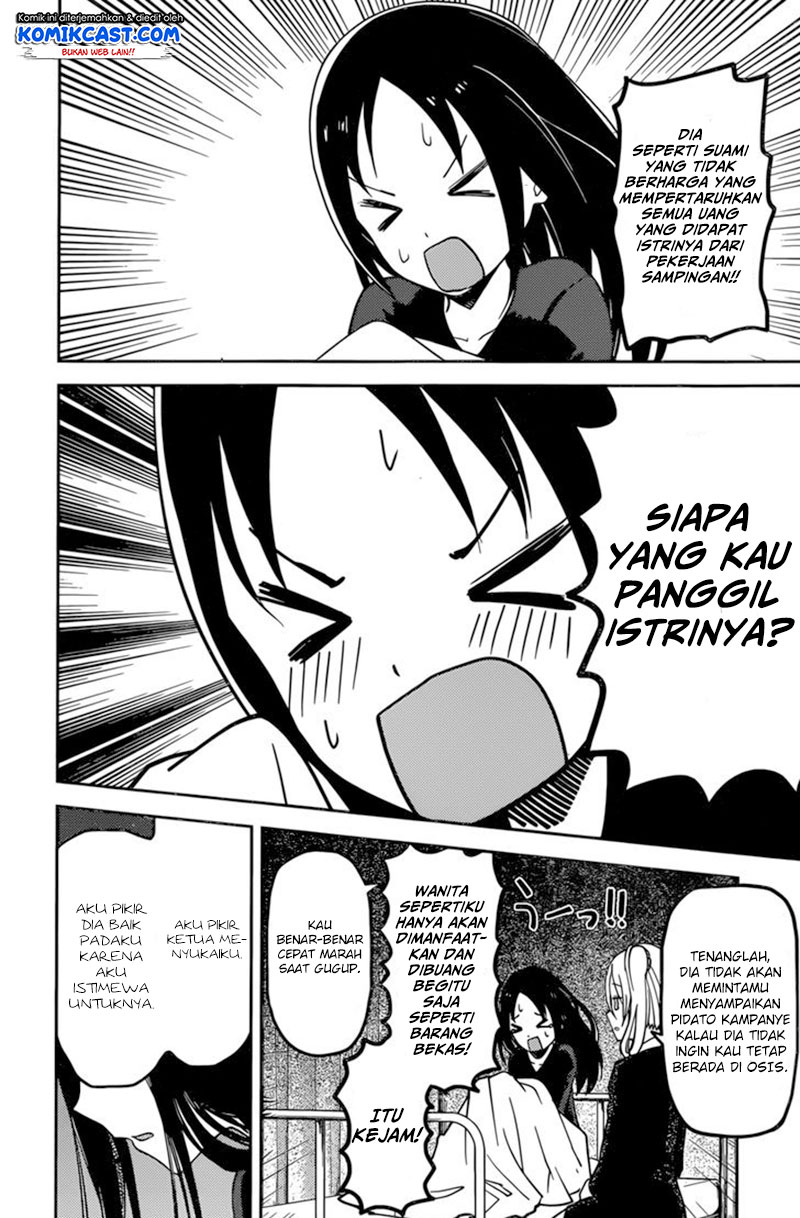 Komik ini diterjemahkan & diedit oleh
KOMIKCAST.COM
BUKAN WEB LAIN!!
DIA
SEPERTI SUAMI
YANG TIDAK
BERHARGA YANG
MEMPERTARUHKAN
SEMUA UANG
YANG DIDAPAT
ISTRINYA DARI
PEKERJAAN
SAMPINGAN!!
SIAPA
YANG KAU
PANGGIL
ISTRINYA?
TENANGLAH,
DIA TIDAK AKAN
MEMINTAMU
MENYAMPAIKAN
PIDATO KAMPANYE
KALAU DIA TIDAK
INGIN KAU TETAP
BERADA DI OSIS.
うーっ!!
WANITA
SEPERTIKU
HANYA AKAN
DIMANFAAT-
KAN DAN
DIBUANG
BEGITU
SAJA
SEPERTI
BARANG
BEKAS!
ITU
KEJAM!
KAU
BENAR-BENAR
CEPAT MARAH
SAAT GUGUP.
AKU PIKIR
KETUA ME-
NYUKAIKU.
AKU PIKIR
DIA BAIK
PADAKU
KARENA
AKU
ISTIMEWA
UNTUKNYA.